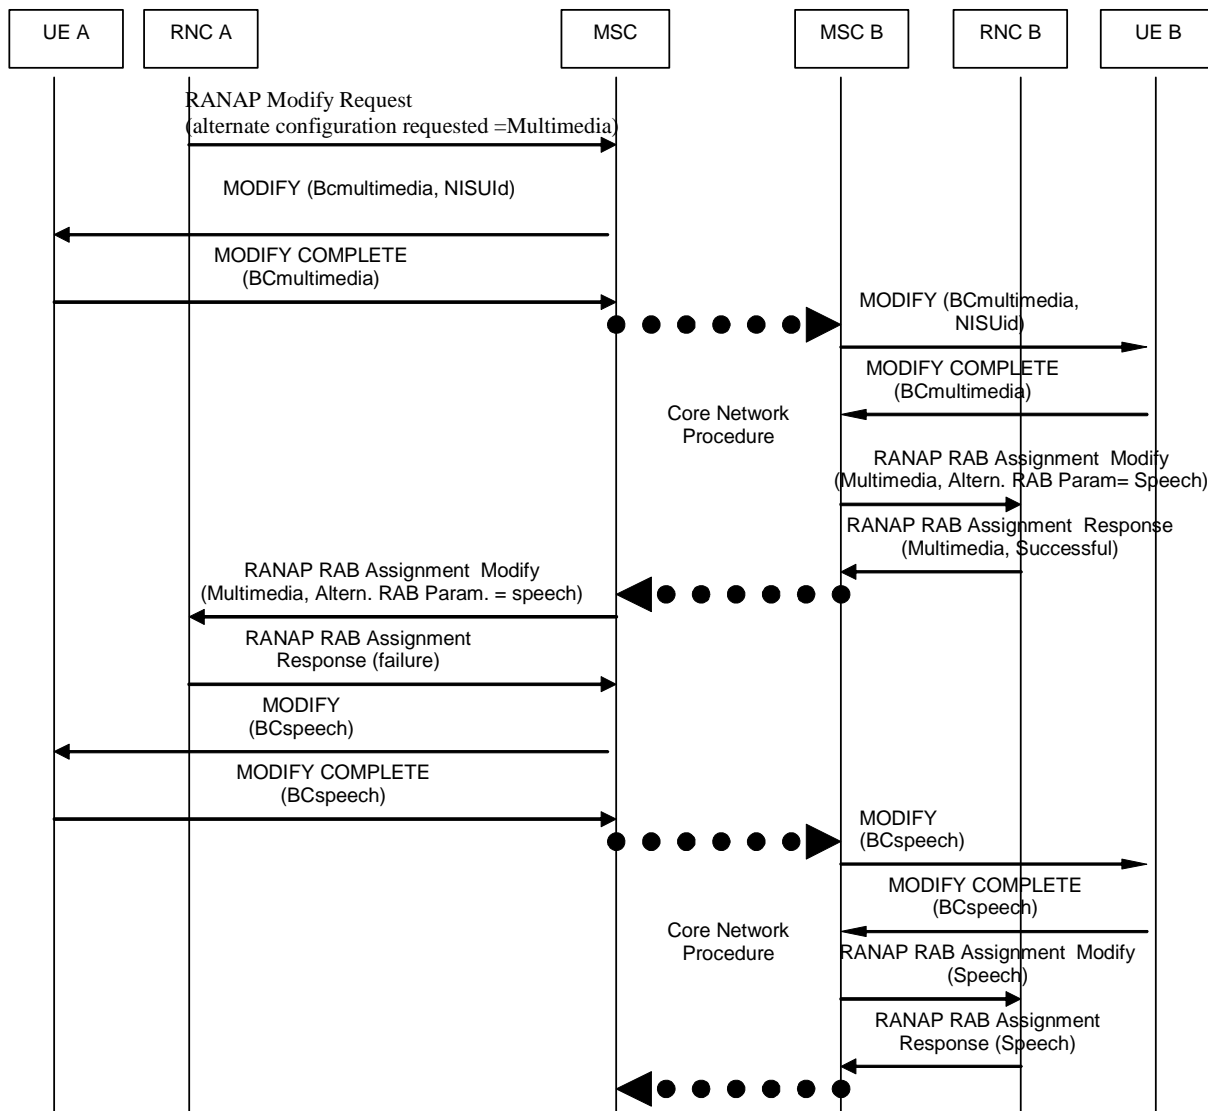 UE A
RNC A
MSC
MSC B
RNC B
UE B
RANAP Modify Request
(alternate configuration requested =Multimedia)
MODIFY (Bcmultimedia, NISUId)
MODIFY COMPLETE
(BCmultimedia)
MODIFY (BCmultimedia,
NISUid)
MODIFY COMPLETE
(BCmultimedia)
Core Network
Procedure
RANAP RAB Assignment Modify
(Multimedia, Altern. RAB Param= Speech)
RANAP RAB Assignment Response
(Multimedia, Successful)
RANAP RAB Assignment Modify
(Multimedia, Altern. RAB Param. = speech)
RANAP RAB Assignment
Response (failure)
MODIFY
(BCspeech)
MODIFY COMPLETE
(BCspeech)
MODIFY
(BCspeech)
MODIFY COMPLETE
(BCspeech)
Core Network
Procedure
RANAP RAB Assignment Modify
(Speech)
RANAP RAB Assignment
Response (Speech)